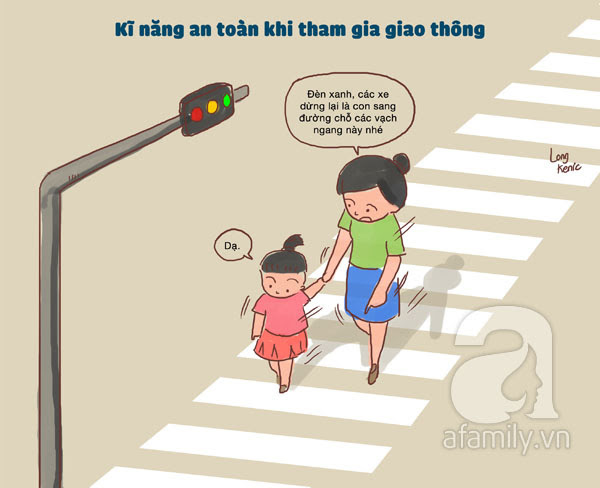 Kĩ năng an toàn khi tham gia giao thông
Đèn xanh, các xe
dừng lại là con sang
đường chỗ các vạch
ngang này nhé
Long
Kenic
Dạ.
a
afamily.vn